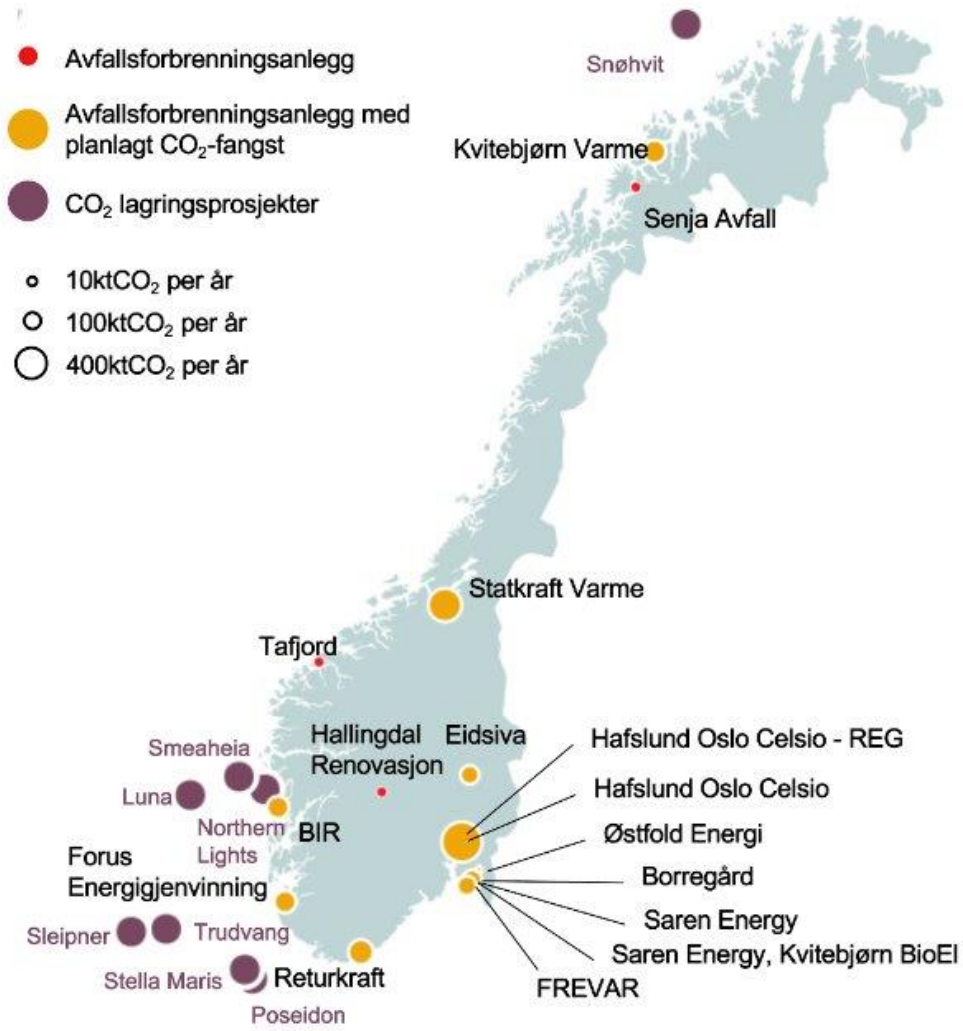 Avfallsforbrenningsanlegg
Avfallsforbrenningsanlegg med
planlagt CO₂-fangst
CO₂ lagringsprosjekter
10ktCO₂ per år
100ktCO₂ per år
400ktCO₂ per år
Snøhvit
Kvitebjørn Varme
Senja Avfall
Statkraft Varme
Tafjord
Hallingdal
Renovasjon
Eidsiva
Hafslund Oslo Celsio - REG
Smeaheia
Luna
Hafslund Oslo Celsio
Northern
Lights
BIR
Østfold Energi
Forus
Energigjenvinning
Borregård
Saren Energy
Sleipner
Trudvang
Saren Energy, Kvitebjørn BioEl
Stella Maris
Returkraft
FREVAR
Poseidon